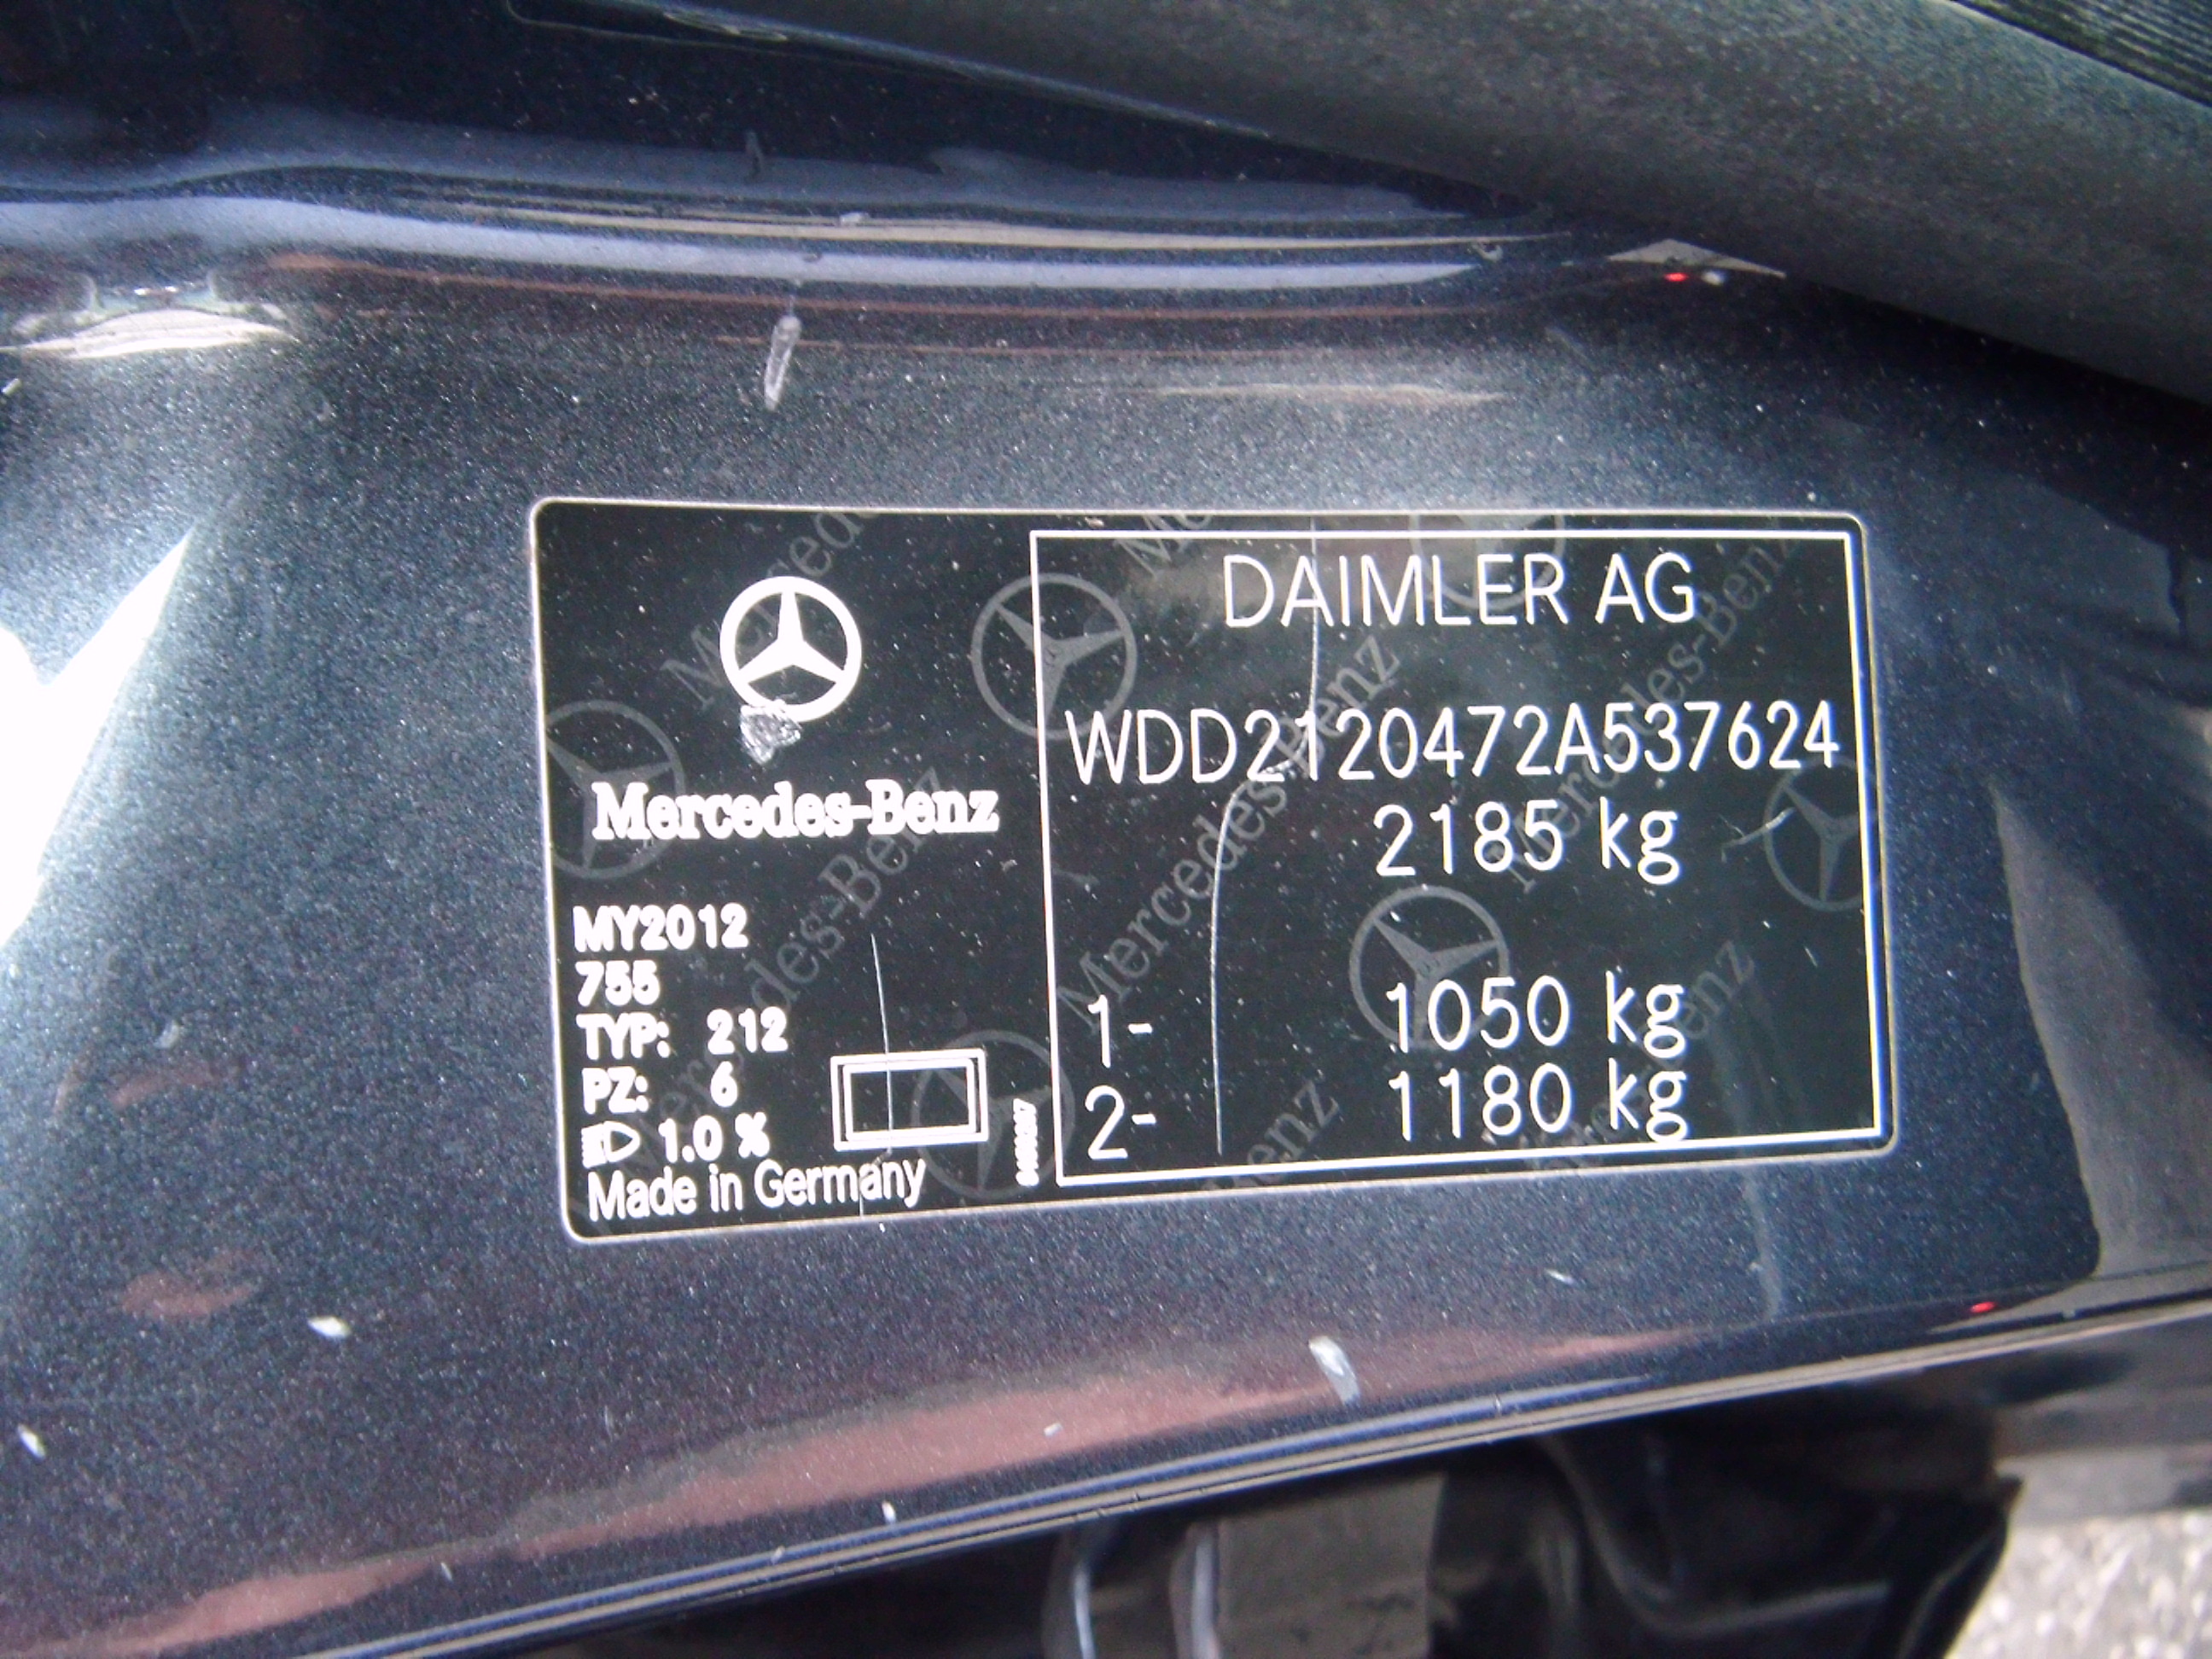 Mercedes-Benz
MY2012
755
TYP: 212
PZ: 6
1.0 %
Made in Germany
DAIMLER AG
WDD2120472A537624
2185 kg
1- 1050 kg
2- 1180 kg